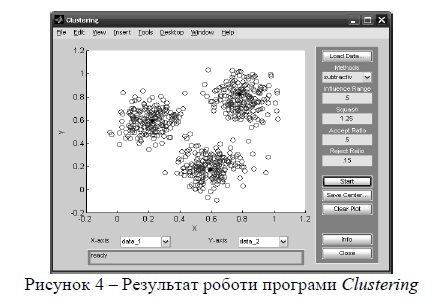 Clustering
File Edit View Insert Tools Desktop Window Help
Load Data...
Methods
subtractiv
Influence Range
.5
Squash
1.25
Accept Ratio
.5
Reject Ratio
.15
Start
Save Center...
Clear Plot
Info
Close
1.2
1
0.8
0.6
0.4
0.2
0
-0.2
Y
-0.2 0 0.2 0.4 0.6 0.8 1 1.2
X
X-axis data_1 Y-axis data_2
ready
Рисунок 4 – Результат роботи програми Clustering